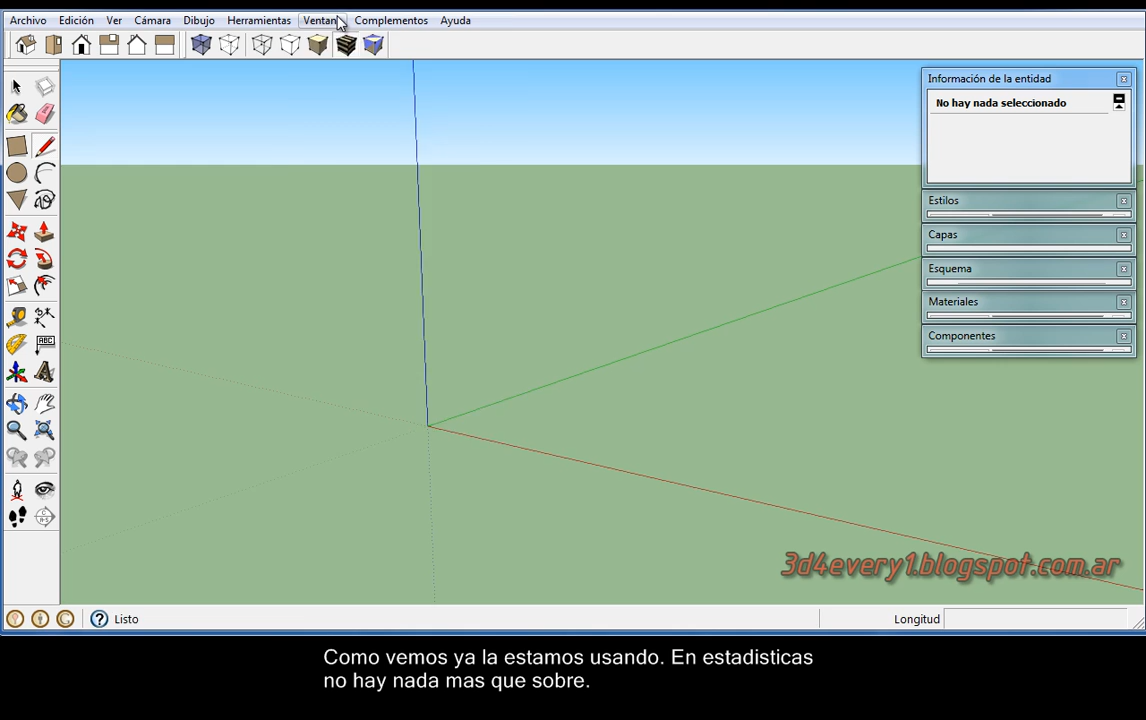 Archivo Edición Ver Cámara Dibujo Herramientas Ventan Complementos Ayuda
Información de la entidad
No hay nada seleccionado
Estilos
Capas
Esquema
Materiales
Componentes
ABC
3d4every1.blogspot.com.ar
Listo
Longitud
Como vemos ya la estamos usando. En estadisticas
no hay nada mas que sobre.